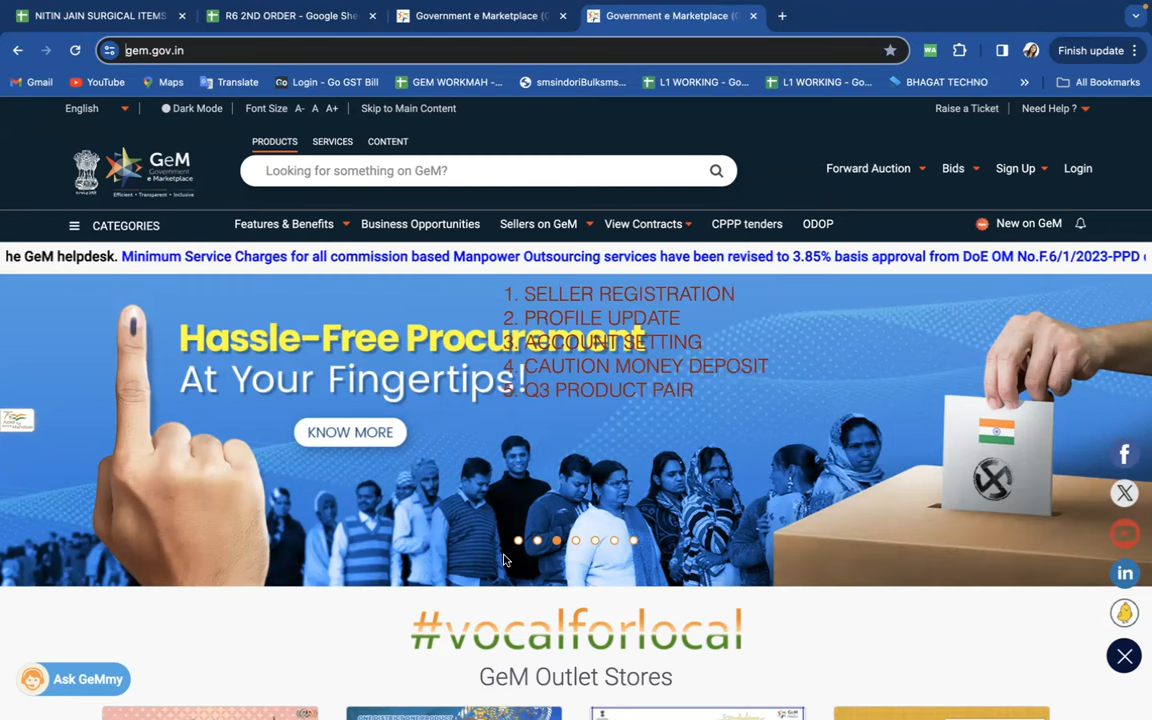 NITIN JAIN SURGICAL ITEMS
R6 2ND ORDER - Google She
Government e Marketplace (
Government e Marketplace (
gem.gov.in
WA
Finish update
Gmail
YouTube
Maps
Translate
Login - Go GST Bill
GEM WORKMAH -...
smsindoriBulksms...
L1 WORKING - Go...
L1 WORKING - Go...
BHAGAT TECHNO
All Bookmarks
English
Dark Mode
Font Size A- A A+
Skip to Main Content
Raise a Ticket
Need Help ?
PRODUCTS SERVICES CONTENT
GeM
Government
e Marketplace
Efficient • Transparent • Inclusive
Looking for something on GeM?
Forward Auction
Bids
Sign Up
Login
CATEGORIES
Features & Benefits
Business Opportunities
Sellers on GeM
View Contracts
CPPP tenders
ODOP
New on GeM
he GeM helpdesk. Minimum Service Charges for all commission based Manpower Outsourcing services have been revised to 3.85% basis approval from DoE OM No.F.6/1/2023-PPD
1. SELLER REGISTRATION
2. PROFILE UPDATE
3. ACCOUNT SETTING
4. CAUTION MONEY DEPOSIT
5. Q3 PRODUCT PAIR
Hassle-Free Procurement
At Your Fingertips!
KNOW MORE
#vocalforlocal
GeM Outlet Stores
Ask GeMmy